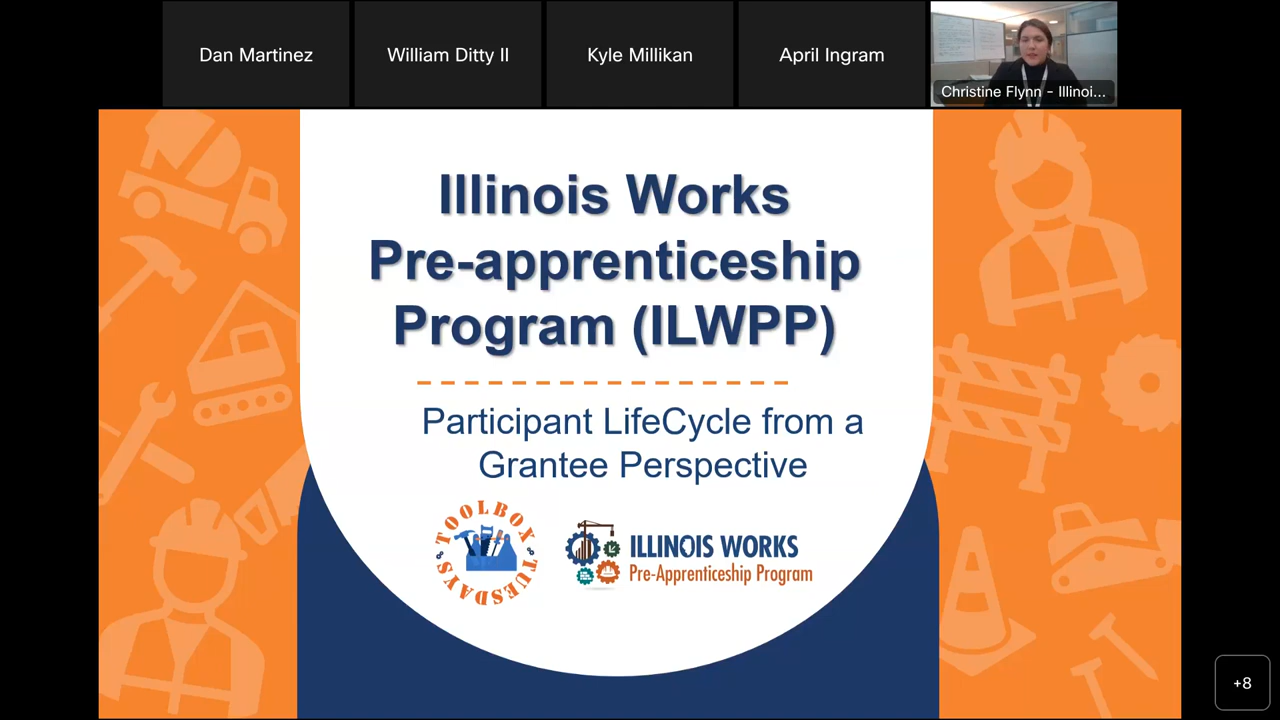 Dan Martinez
William Ditty II
Kyle Millikan
April Ingram
Christine Flynn - Illinoi...
Illinois Works
Pre-apprenticeship
Program (ILWPP)
Participant LifeCycle from a
Grantee Perspective
TOOLBOX
TUESDAYS
ILLINOIS WORKS
Pre-Apprenticeship Program
+8